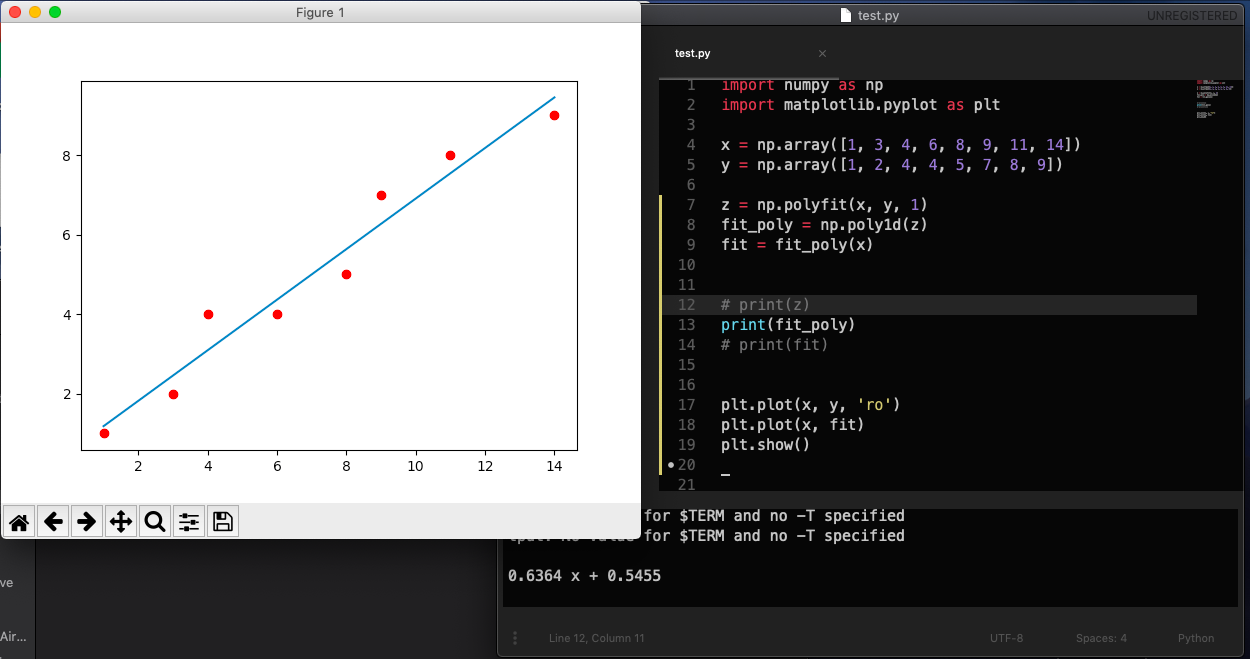 Figure 1
8
6
4
2
2 4 6 8 10 12 14
ve
Air...
test.py
UNREGISTERED
test.py ×
1 import numpy as np
2 import matplotlib.pyplot as plt
3
4 x = np.array([1, 3, 4, 6, 8, 9, 11, 14])
5 y = np.array([1, 2, 4, 4, 5, 7, 8, 9])
6
7 z = np.polyfit(x, y, 1)
8 fit_poly = np.poly1d(z)
9 fit = fit_poly(x)
10
11
12 # print(z)
13 print(fit_poly)
14 # print(fit)
15
16
17 plt.plot(x, y, 'ro')
18 plt.plot(x, fit)
19 plt.show()
20
21
for $TERM and no -T specified
for $TERM and no -T specified
0.6364 x + 0.5455
Line 12, Column 11
UTF-8
Spaces: 4
Python